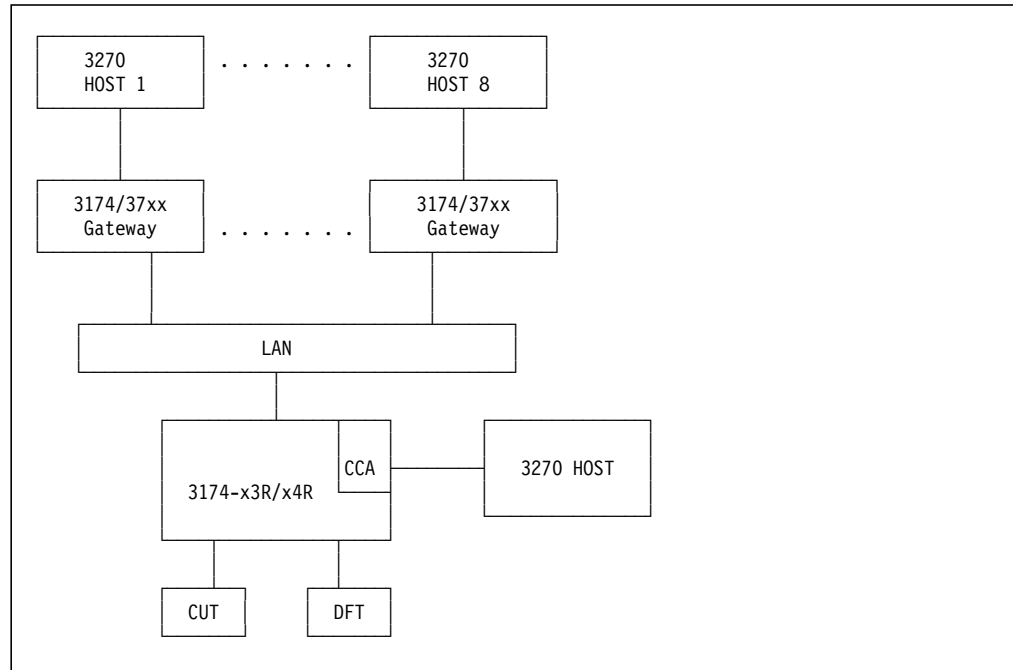 3270 . . . . . . . 3270
HOST 1 HOST 8
3174/37xx 3174/37xx
Gateway . . . . . . . Gateway
LAN
CCA 3270 HOST
3174-x3R/x4R
CUT DFT